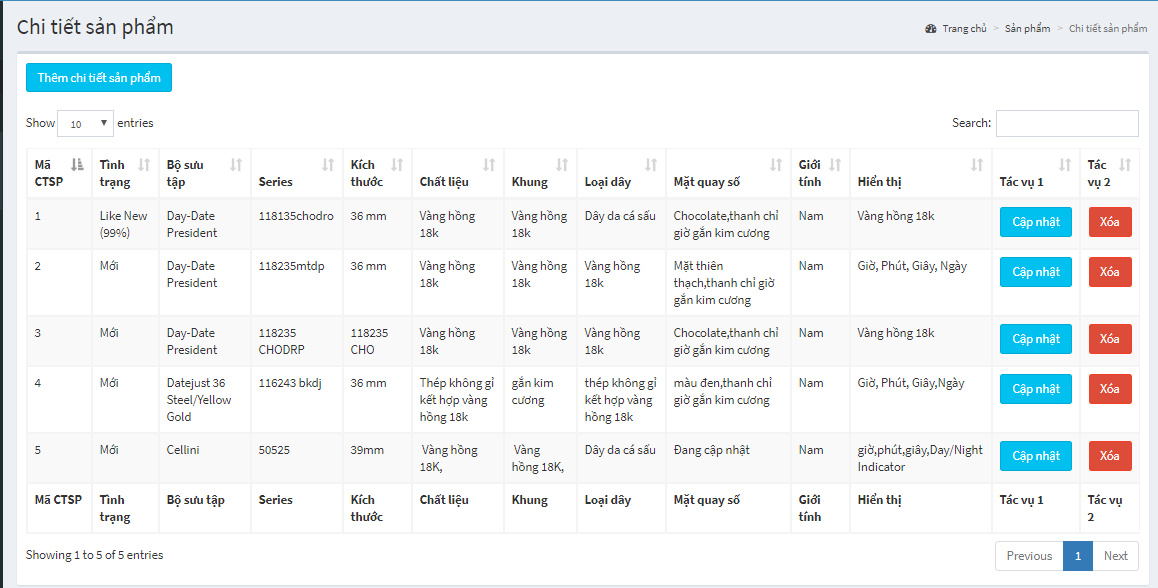 Chi tiết sản phẩm
Trang chủ > Sản phẩm > Chi tiết sản phẩm
Thêm chi tiết sản phẩm
Show 10 entries Search:
Mã CTSP Tình trạng Bộ sưu tập Series Kích thước Chất liệu Khung Loại dây Mặt quay số Giới tính Hiển thị Tác vụ 1 Tác vụ 2
1 Like New (99%) Day-Date President 118135chodro 36 mm Vàng hồng 18k Vàng hồng 18k Dây da cá sấu Chocolate,thanh chỉ giờ gắn kim cương Nam Vàng hồng 18k Cập nhật Xóa
2 Mới Day-Date President 118235mtdp 36 mm Vàng hồng 18k Vàng hồng 18k Vàng hồng 18k Mặt thiên thạch,thanh chỉ giờ gắn kim cương Nam Giờ, Phút, Giây, Ngày Cập nhật Xóa
3 Mới Day-Date President 118235 CHODRP 118235 CHO Vàng hồng 18k Vàng hồng 18k Vàng hồng 18k Chocolate,thanh chỉ giờ gắn kim cương Nam Vàng hồng 18k Cập nhật Xóa
4 Mới Datejust 36 Steel/Yellow Gold 116243 bkdj 36 mm Thép không gỉ kết hợp vàng hồng 18k gắn kim cương thép không gỉ kết hợp vàng hồng 18k màu đen,thanh chỉ giờ gắn kim cương Nam Giờ, Phút, Giây,Ngày Cập nhật Xóa
5 Mới Cellini 50525 39mm Vàng hồng 18K, Vàng hồng 18K, Dây da cá sấu Đang cập nhật Nam giờ,phút,giây,Day/Night Indicator Cập nhật Xóa
Mã CTSP Tình trạng Bộ sưu tập Series Kích thước Chất liệu Khung Loại dây Mặt quay số Giới tính Hiển thị Tác vụ 1 Tác vụ 2
Showing 1 to 5 of 5 entries Previous 1 Next